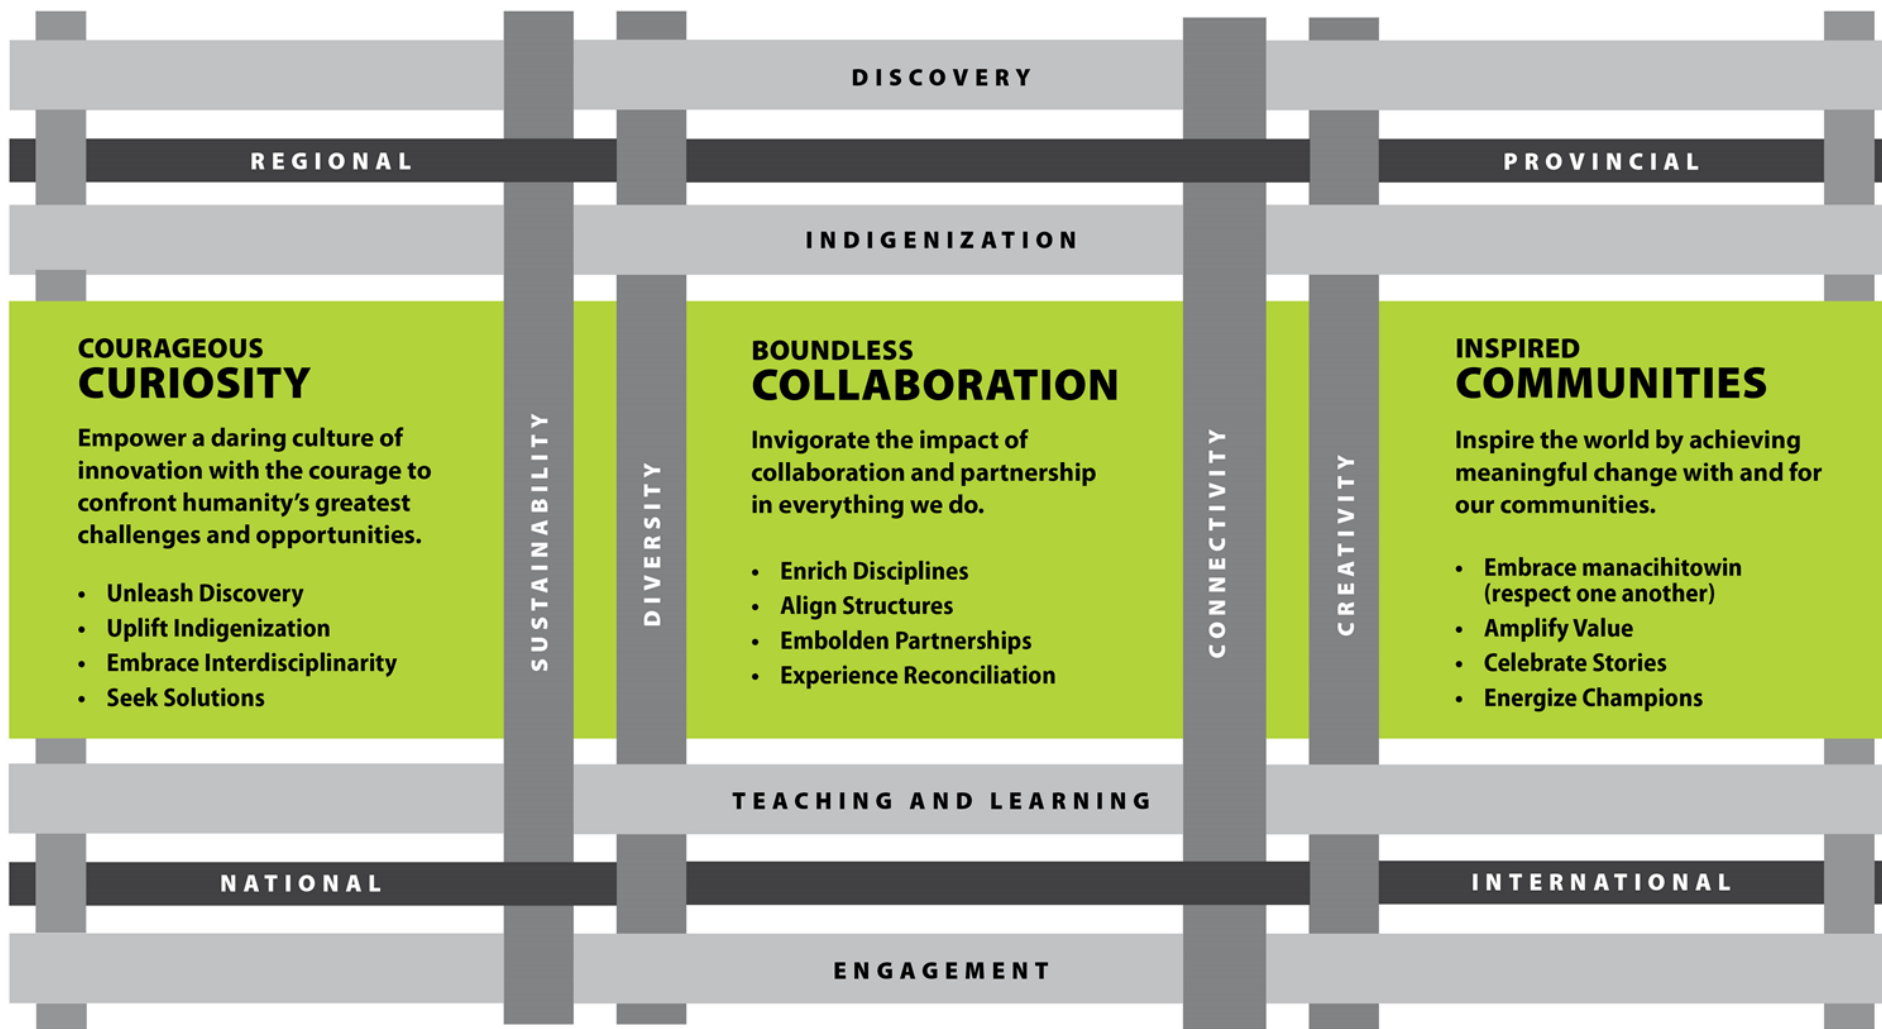 DISCOVERY
REGIONAL
PROVINCIAL
INDIGENIZATION
COURAGEOUS
CURIOSITY
Empower a daring culture of
innovation with the courage to
confront humanity’s greatest
challenges and opportunities.
• Unleash Discovery
• Uplift Indigenization
• Embrace Interdisciplinarity
• Seek Solutions
SUSTAINABILITY
DIVERSITY
BOUNDLESS
COLLABORATION
Invigorate the impact of
collaboration and partnership
in everything we do.
• Enrich Disciplines
• Align Structures
• Embolden Partnerships
• Experience Reconciliation
CONNECTIVITY
CREATIVITY
INSPIRED
COMMUNITIES
Inspire the world by achieving
meaningful change with and for
our communities.
• Embrace manacihitowin
(respect one another)
• Amplify Value
• Celebrate Stories
• Energize Champions
TEACHING AND LEARNING
NATIONAL
INTERNATIONAL
ENGAGEMENT